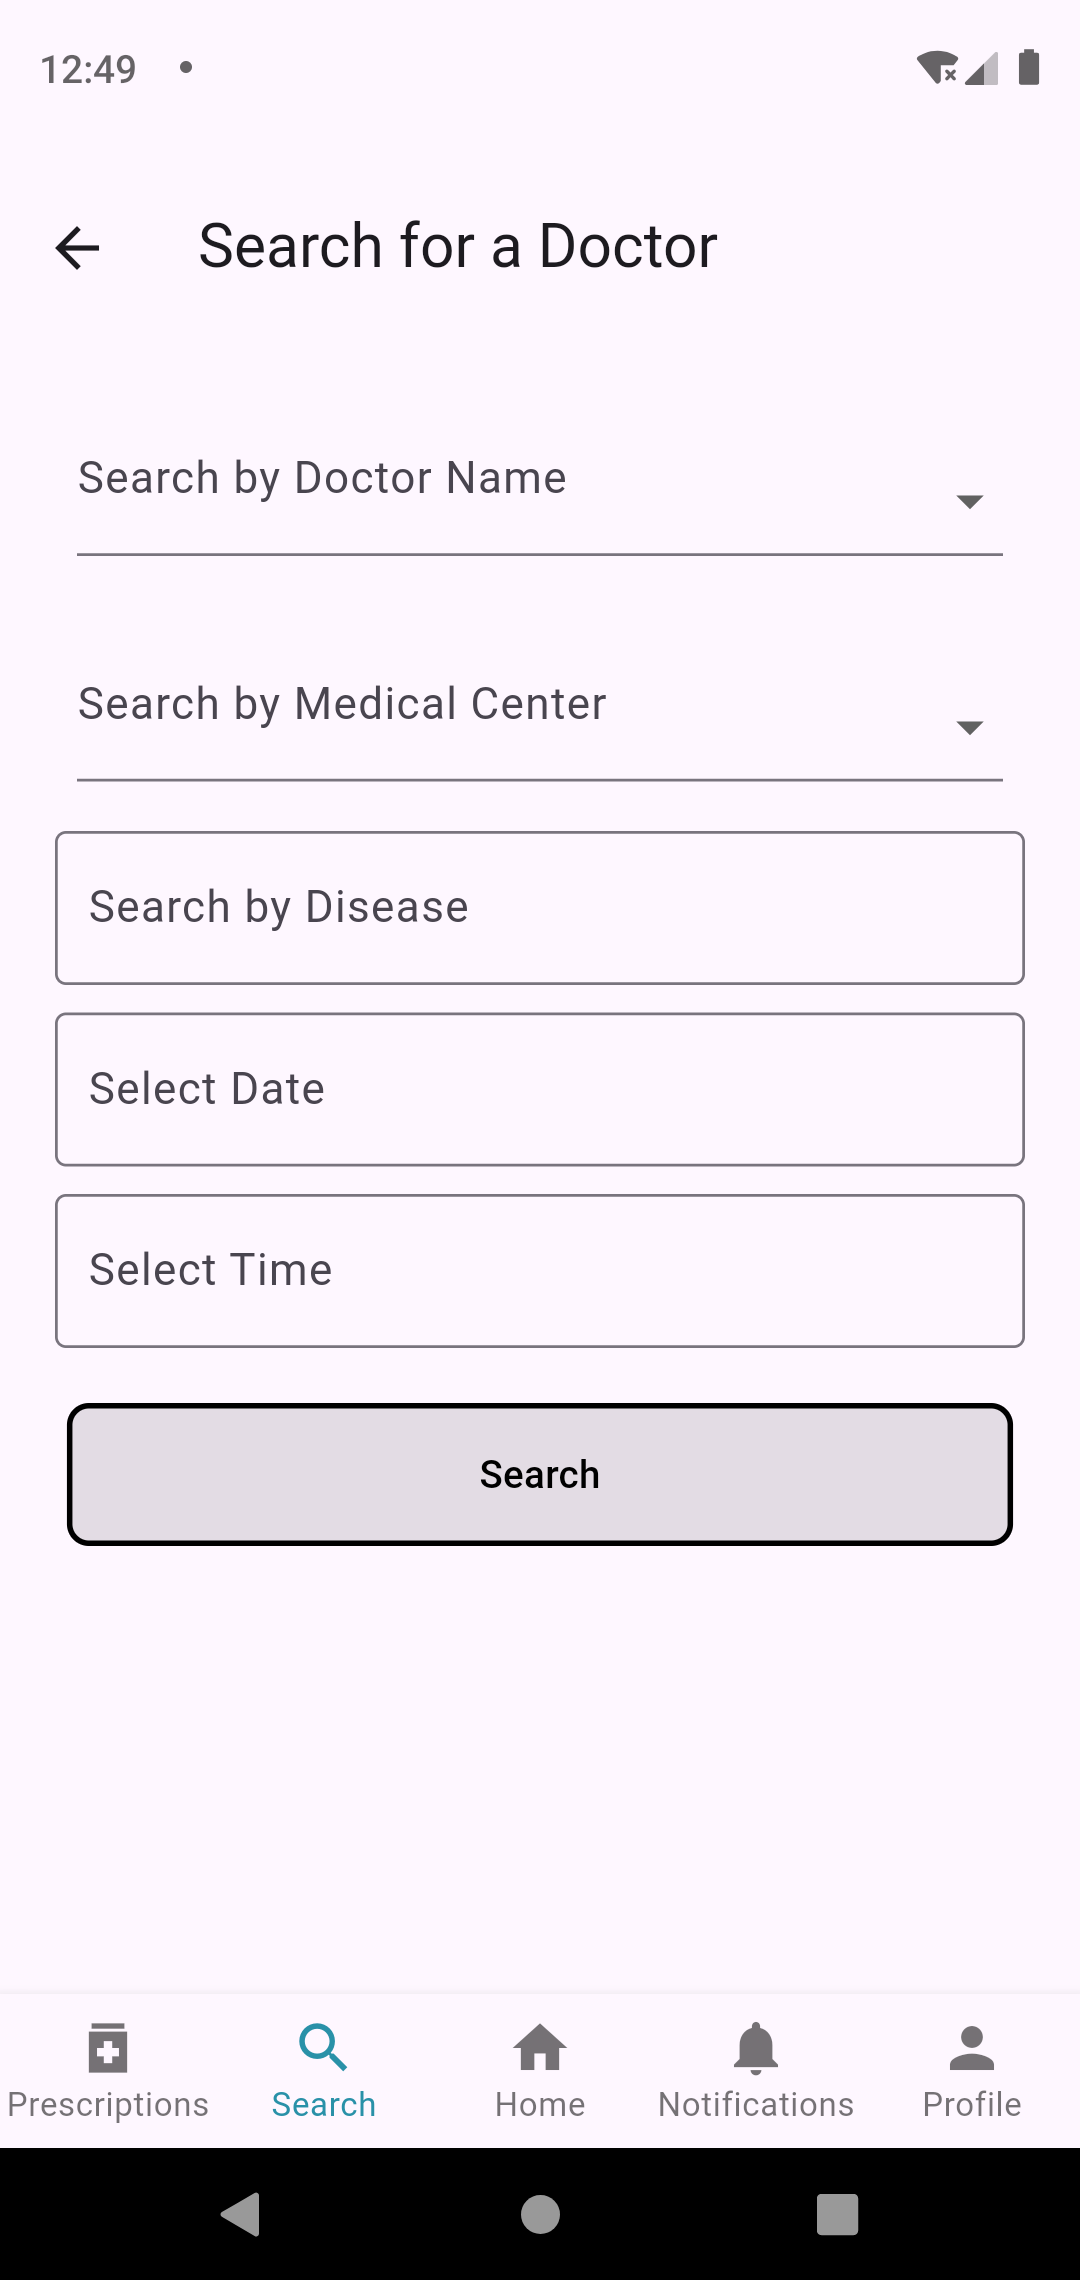 12:49
Search for a Doctor
Search by Doctor Name
Search by Medical Center
Search by Disease
Select Date
Select Time
Search
Prescriptions
Search
Home
Notifications
Profile